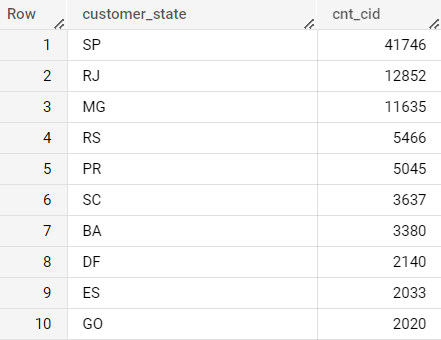 Row customer_state cnt_cid
1 SP 41746
2 RJ 12852
3 MG 11635
4 RS 5466
5 PR 5045
6 SC 3637
7 BA 3380
8 DF 2140
9 ES 2033
10 GO 2020